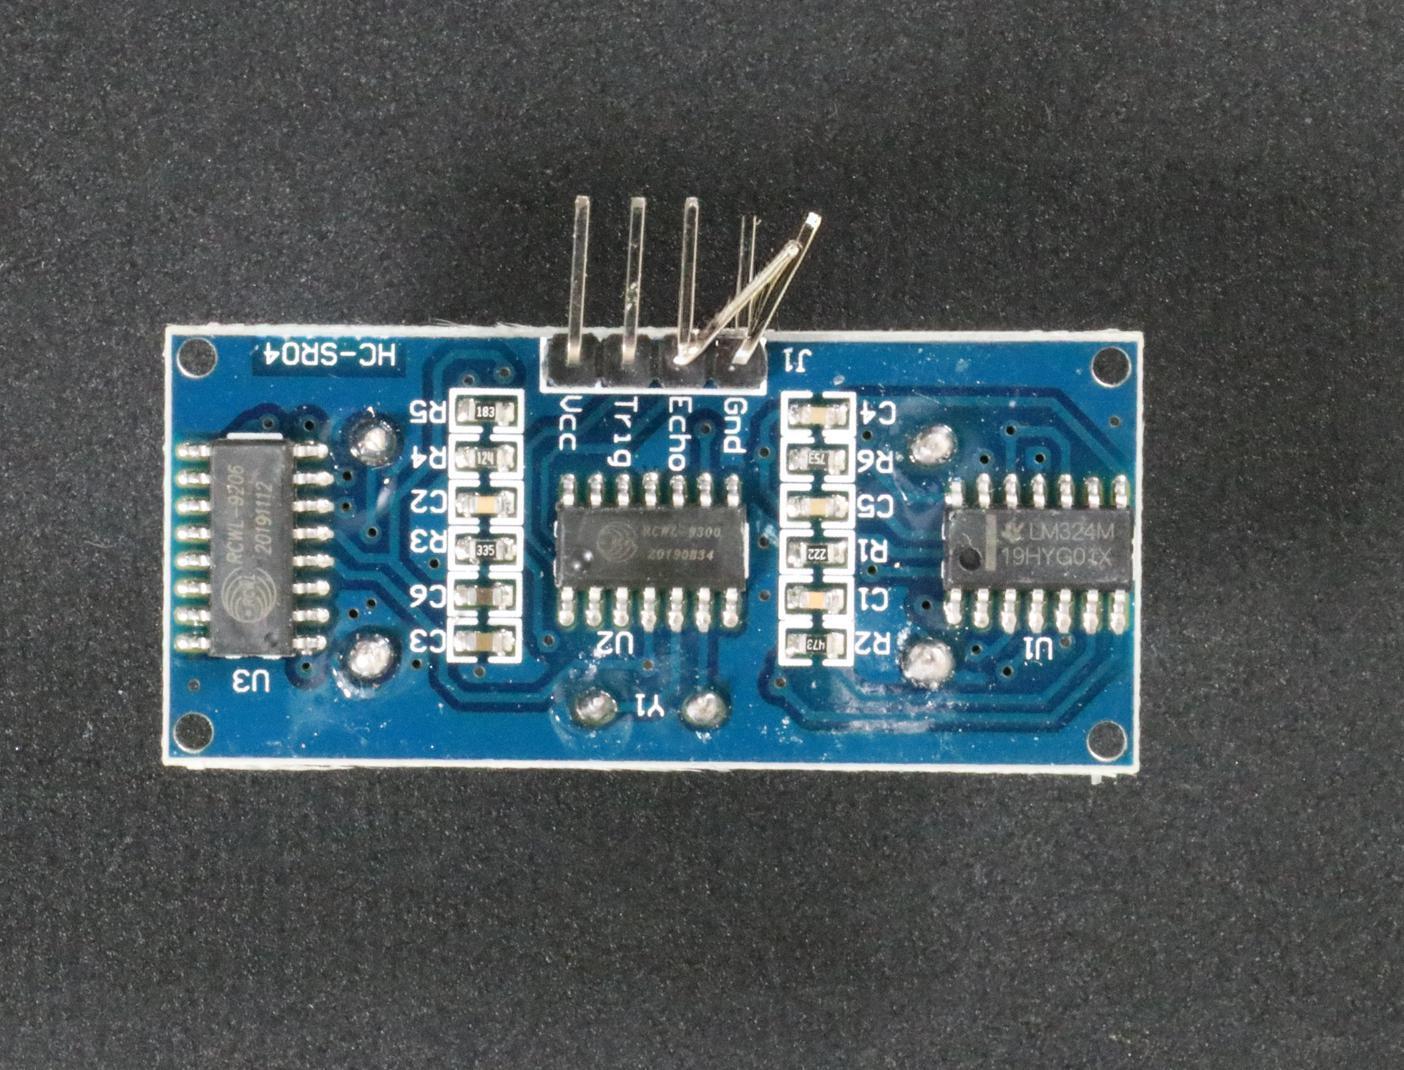 HC-SR04
J1
R5
183
Vcc
Trig
Echo
Gnd
C4
R4
124
R6
753
C2
C5
R3
335
R1
222
C6
C1
C3
R2
473
RCWL-9206
20191112
U3
RCWL-9300
20190834
U2
LM324M
19HYG01X
U1
Y1